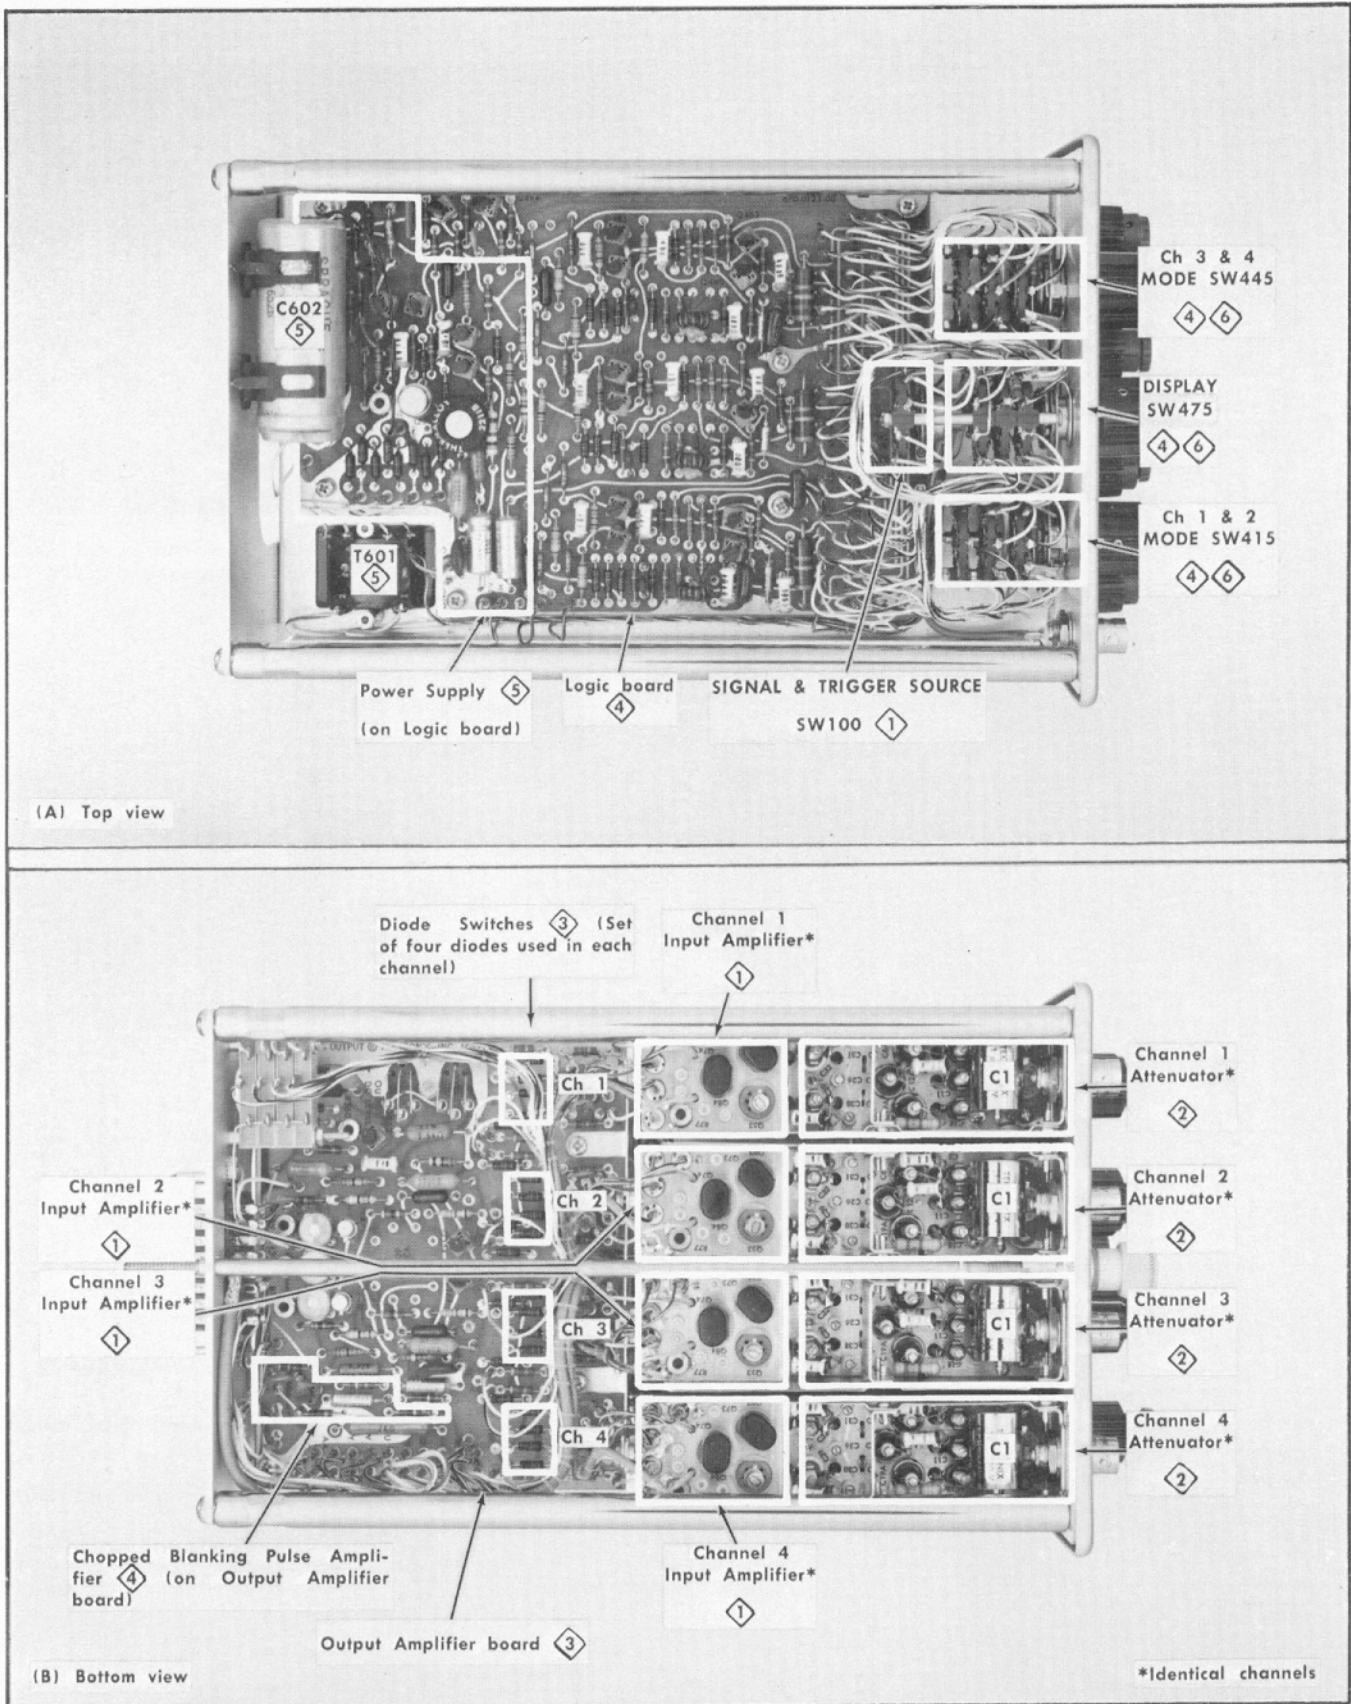 SPRAGUE
C602
5
T601
5
670-0123-00
Ch 3 & 4
MODE SW445
4 6
DISPLAY
SW475
4 6
Ch 1 & 2
MODE SW415
4 6
Power Supply 5
(on Logic board)
Logic board
4
SIGNAL & TRIGGER SOURCE
SW100 1
(A) Top view
Diode Switches 3 (Set
of four diodes used in each
channel)
Channel 1
Input Amplifier*
1
OUTPUT
Ch 1
C1
Channel 1
Attenuator*
2
Channel 2
Input Amplifier*
1
Ch 2
C1
Channel 2
Attenuator*
2
Channel 3
Input Amplifier*
1
Ch 3
C1
Channel 3
Attenuator*
2
Ch 4
C1
Channel 4
Attenuator*
2
Chopped Blanking Pulse Ampli-
fier 4 (on Output Amplifier
board)
Channel 4
Input Amplifier*
1
Output Amplifier board 3
(B) Bottom view
*Identical channels